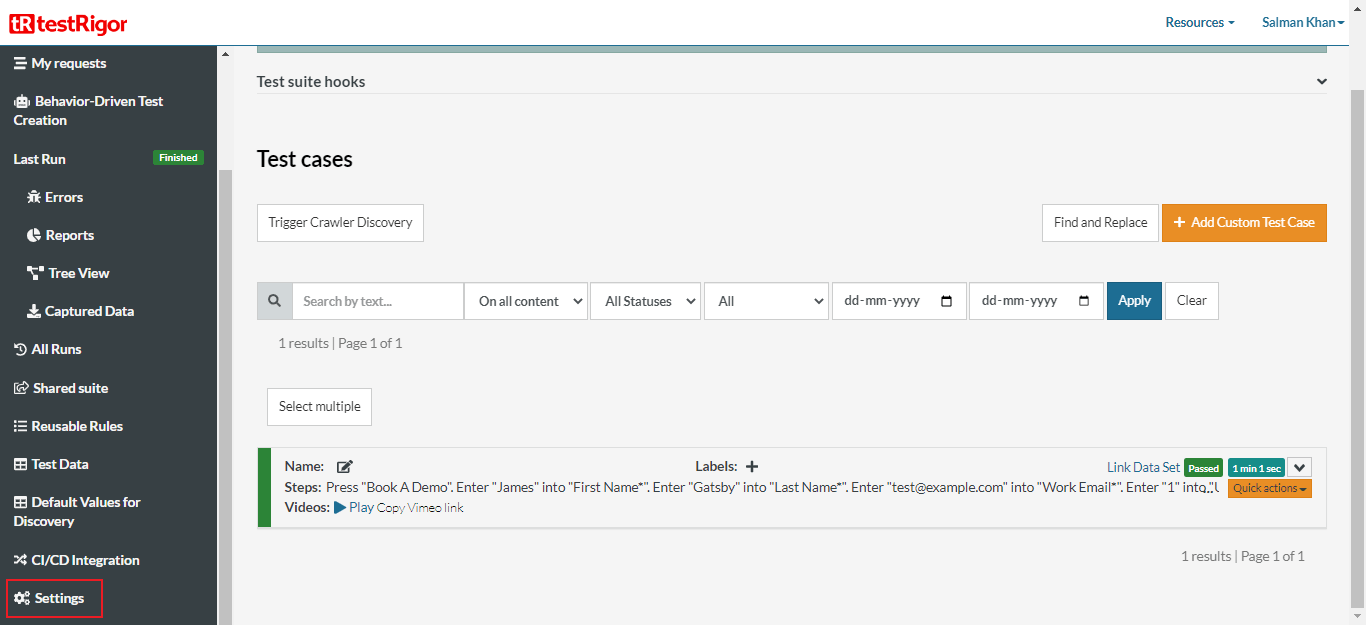 tR testRigor
Resources
Salman Khan
My requests
Behavior-Driven Test
Creation
Last Run
Finished
Errors
Reports
Tree View
Captured Data
All Runs
Shared suite
Reusable Rules
Test Data
Default Values for
Discovery
CI/CD Integration
Settings
Test suite hooks
Test cases
Trigger Crawler Discovery
Find and Replace
+ Add Custom Test Case
Search by text...
On all content
All Statuses
All
dd-mm-yyyy
dd-mm-yyyy
Apply
Clear
1 results | Page 1 of 1
Select multiple
Name:
Labels: +
Link Data Set
Passed
1 min 1 sec
Steps: Press "Book A Demo". Enter "James" into "First Name*". Enter "Gatsby" into "Last Name*". Enter "test@example.com" into "Work Email*". Enter "1" into
Quick actions
Videos: Play Copy Vimeo link
1 results | Page 1 of 1